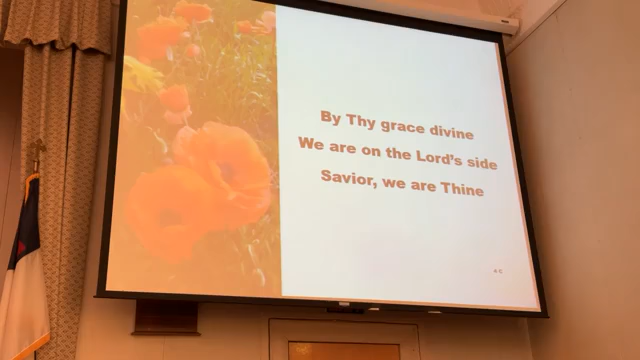 By Thy grace divine
We are on the Lord's side
Savior, we are Thine